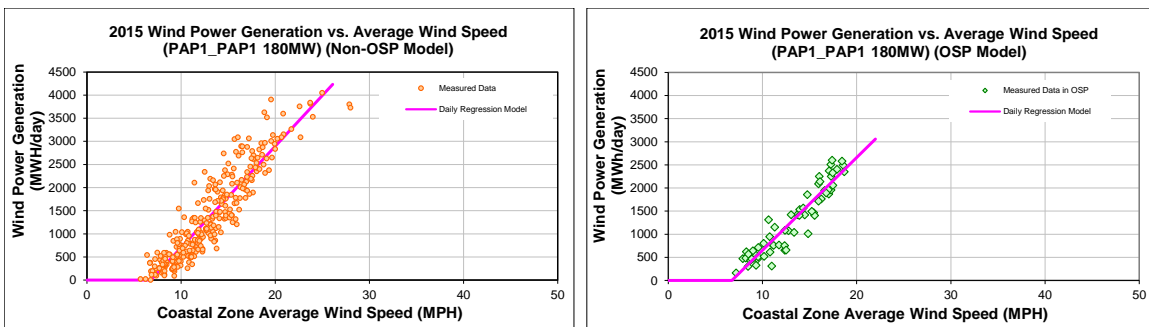 2015 Wind Power Generation vs. Average Wind Speed
(PAP1_PAP1 180MW) (Non-OSP Model)
Wind Power Generation
(MWH/day)
4500
4000
3500
3000
2500
2000
1500
1000
500
0
Measured Data
Daily Regression Model
0 10 20 30 40 50
Coastal Zone Average Wind Speed (MPH)
2015 Wind Power Generation vs. Average Wind Speed
(PAP1_PAP1 180MW) (OSP Model)
Wind Power Generation
(MWh/day)
4500
4000
3500
3000
2500
2000
1500
1000
500
0
Measured Data in OSP
Daily Regression Model
0 10 20 30 40 50
Coastal Zone Average Wind Speed (MPH)